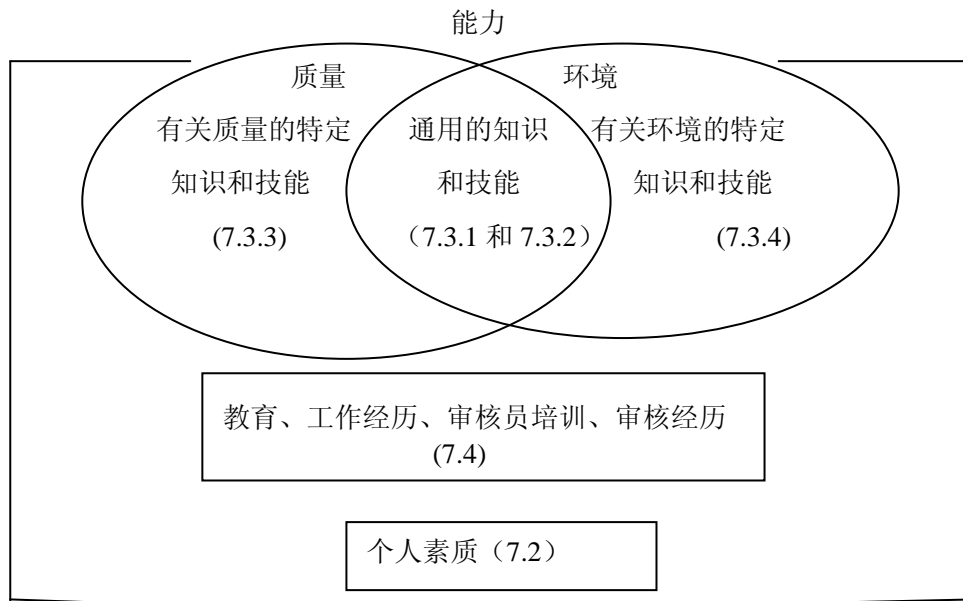 能力
质量
环境
有关质量的特定
知识和技能
(7.3.3)
通用的知识
和技能
（7.3.1 和 7.3.2）
有关环境的特定
知识和技能
(7.3.4)
教育、工作经历、审核员培训、审核经历
(7.4)
个人素质（7.2）